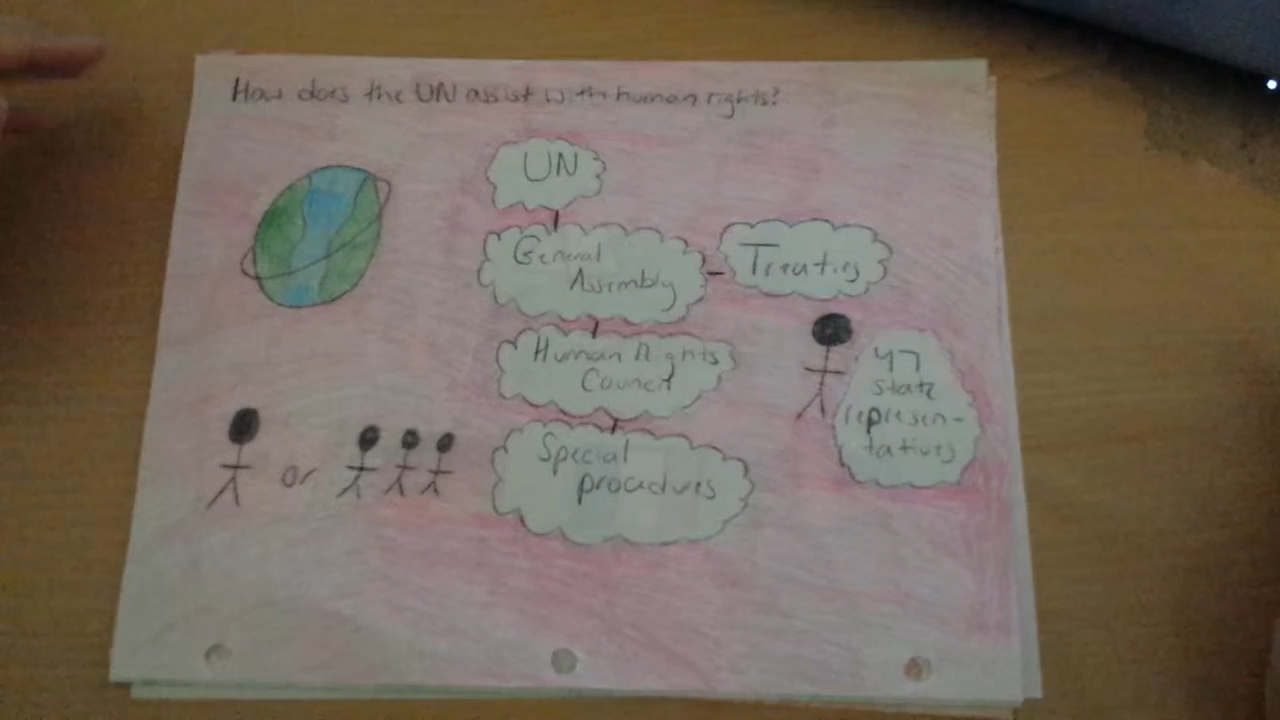 How does the UN assist with human rights?
UN
General
Assembly
Treaties
Human Rights
Council
47
state
represen-
tatives
or
Special
procedures